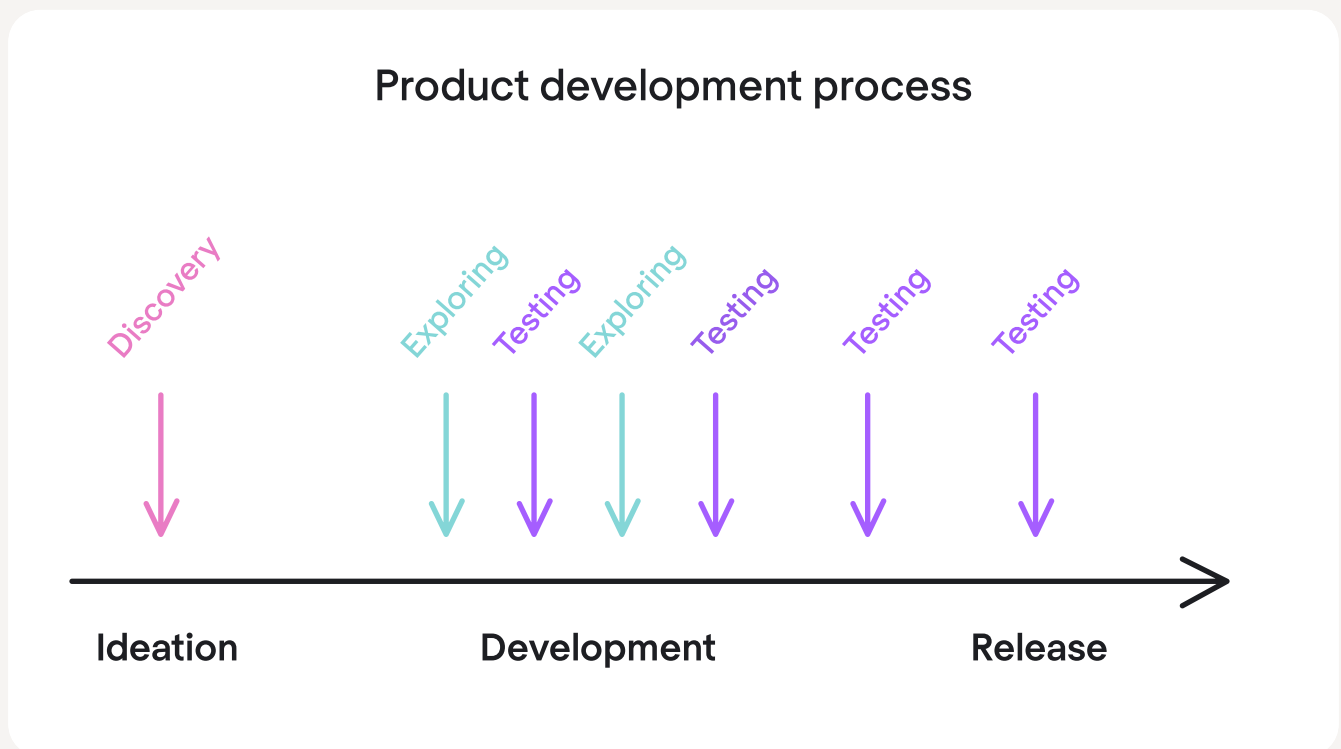 Product development process
Discovery
Exploring
Testing
Exploring
Testing
Testing
Testing
Ideation
Development
Release